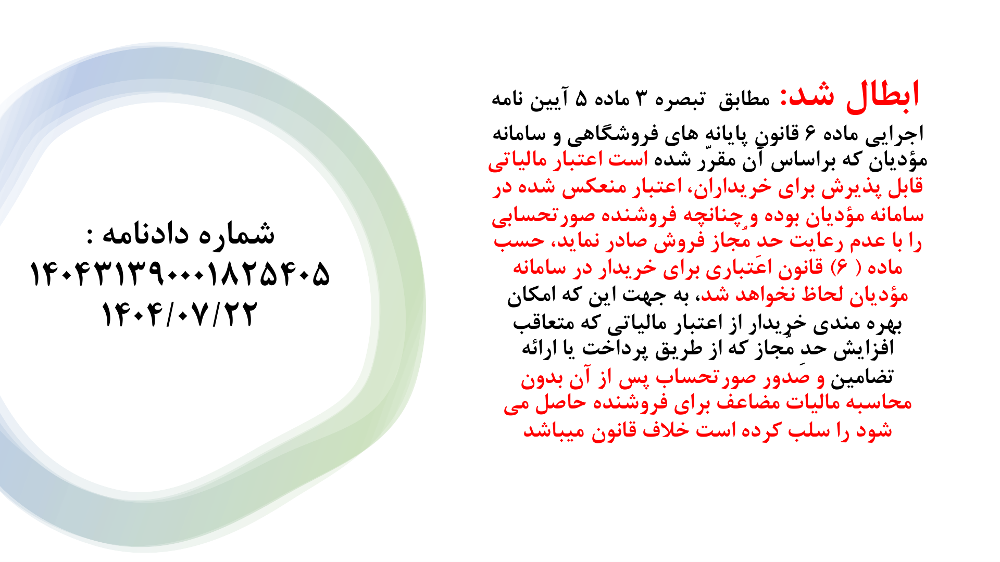 ابطال شد: مطابق تبصره ۳ ماده ۵ آیین نامه
اجرایی ماده ۶ قانون پایانه های فروشگاهی و سامانه
مؤدیان که براساس آن مقرّر شده است اعتبار مالیاتی
قابل پذیرش برای خریداران، اعتبار منعکس شده در
سامانه مؤدیان بوده و چنانچه فروشنده صورتحسابی
را با عدم رعایت حد مُجاز فروش صادر نماید، حسب
ماده ( ۶) قانون اعَتباری برای خریدار در سامانه
مؤدیان لحاظ نخواهد شد، به جهت این که امکان
بهره مندی خریدار از اعتبار مالیاتی که متعاقب
افزایش حد مُجاز که از طریق پرداخت یا ارائه
تضامین و صَدور صورتحساب پس از آن بدون
محاسبه مالیات مضاعف برای فروشنده حاصل می
شود را سلب کرده است خلاف قانون میباشد
شماره دادنامه :
۱۴۰۴۳۱۳۹۰۰۰۱۸۲۵۴۰۵
۱۴۰۴/۰۷/۲۲